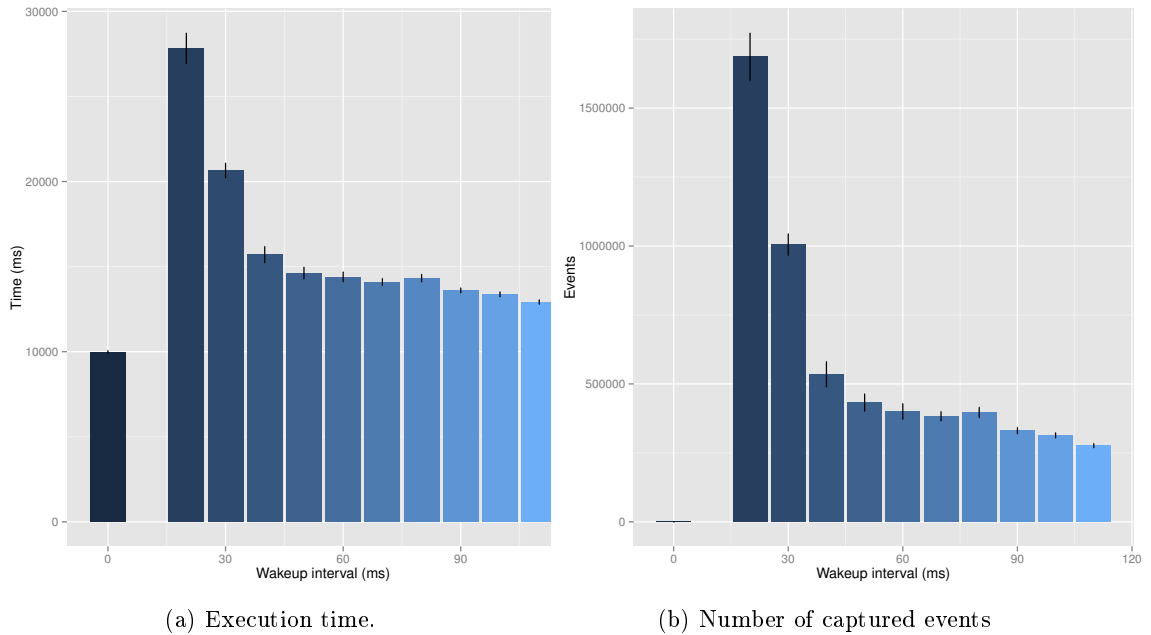 30000
20000
10000
0
Time (ms)
0 30 60 90
Wakeup interval (ms)
(a) Execution time.
1500000
1000000
500000
0
Events
0 30 60 90 120
Wakeup interval (ms)
(b) Number of captured events